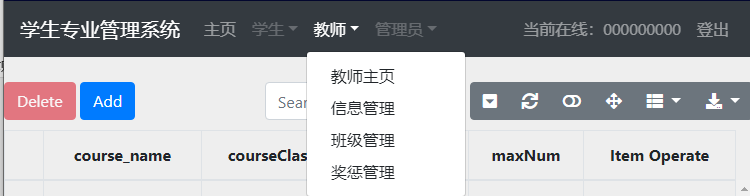 学生专业管理系统 主页 学生 教师 管理员 当前在线：000000000 登出
教师主页
信息管理
班级管理
奖惩管理
Delete Add Sear
course_name courseClas maxNum Item Operate